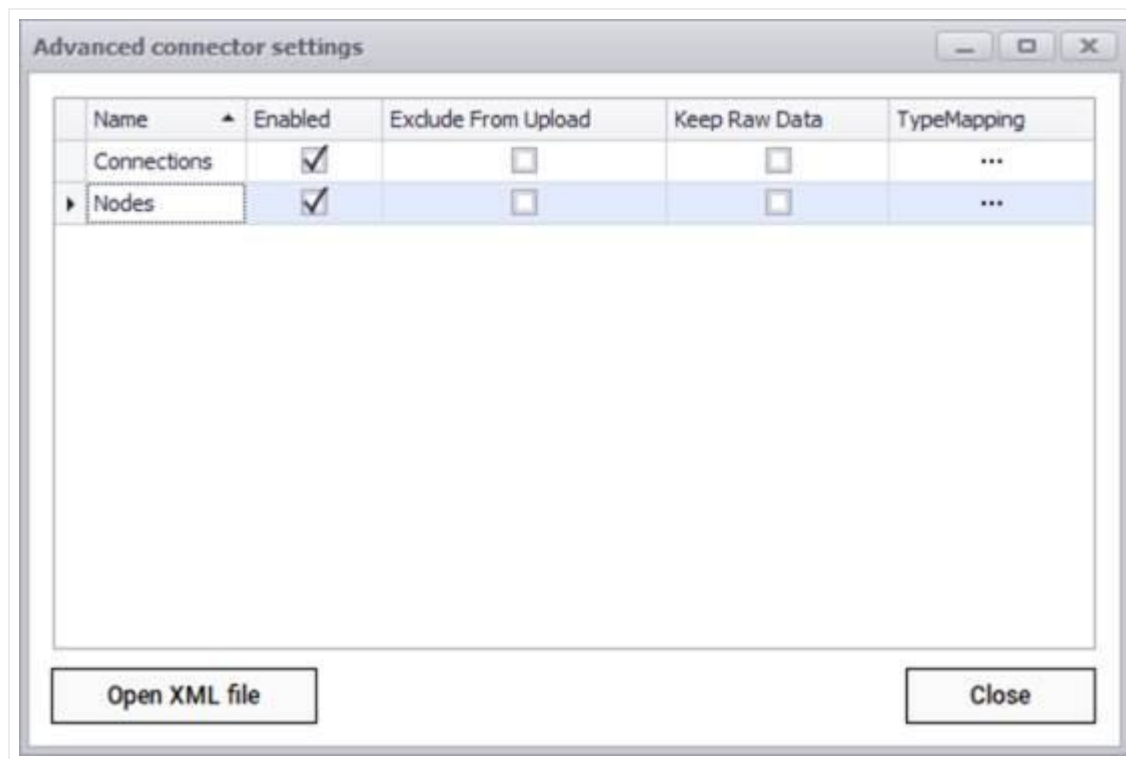 Advanced connector settings
Name Enabled Exclude From Upload Keep Raw Data TypeMapping
Connections ...
Nodes ...
Open XML file Close